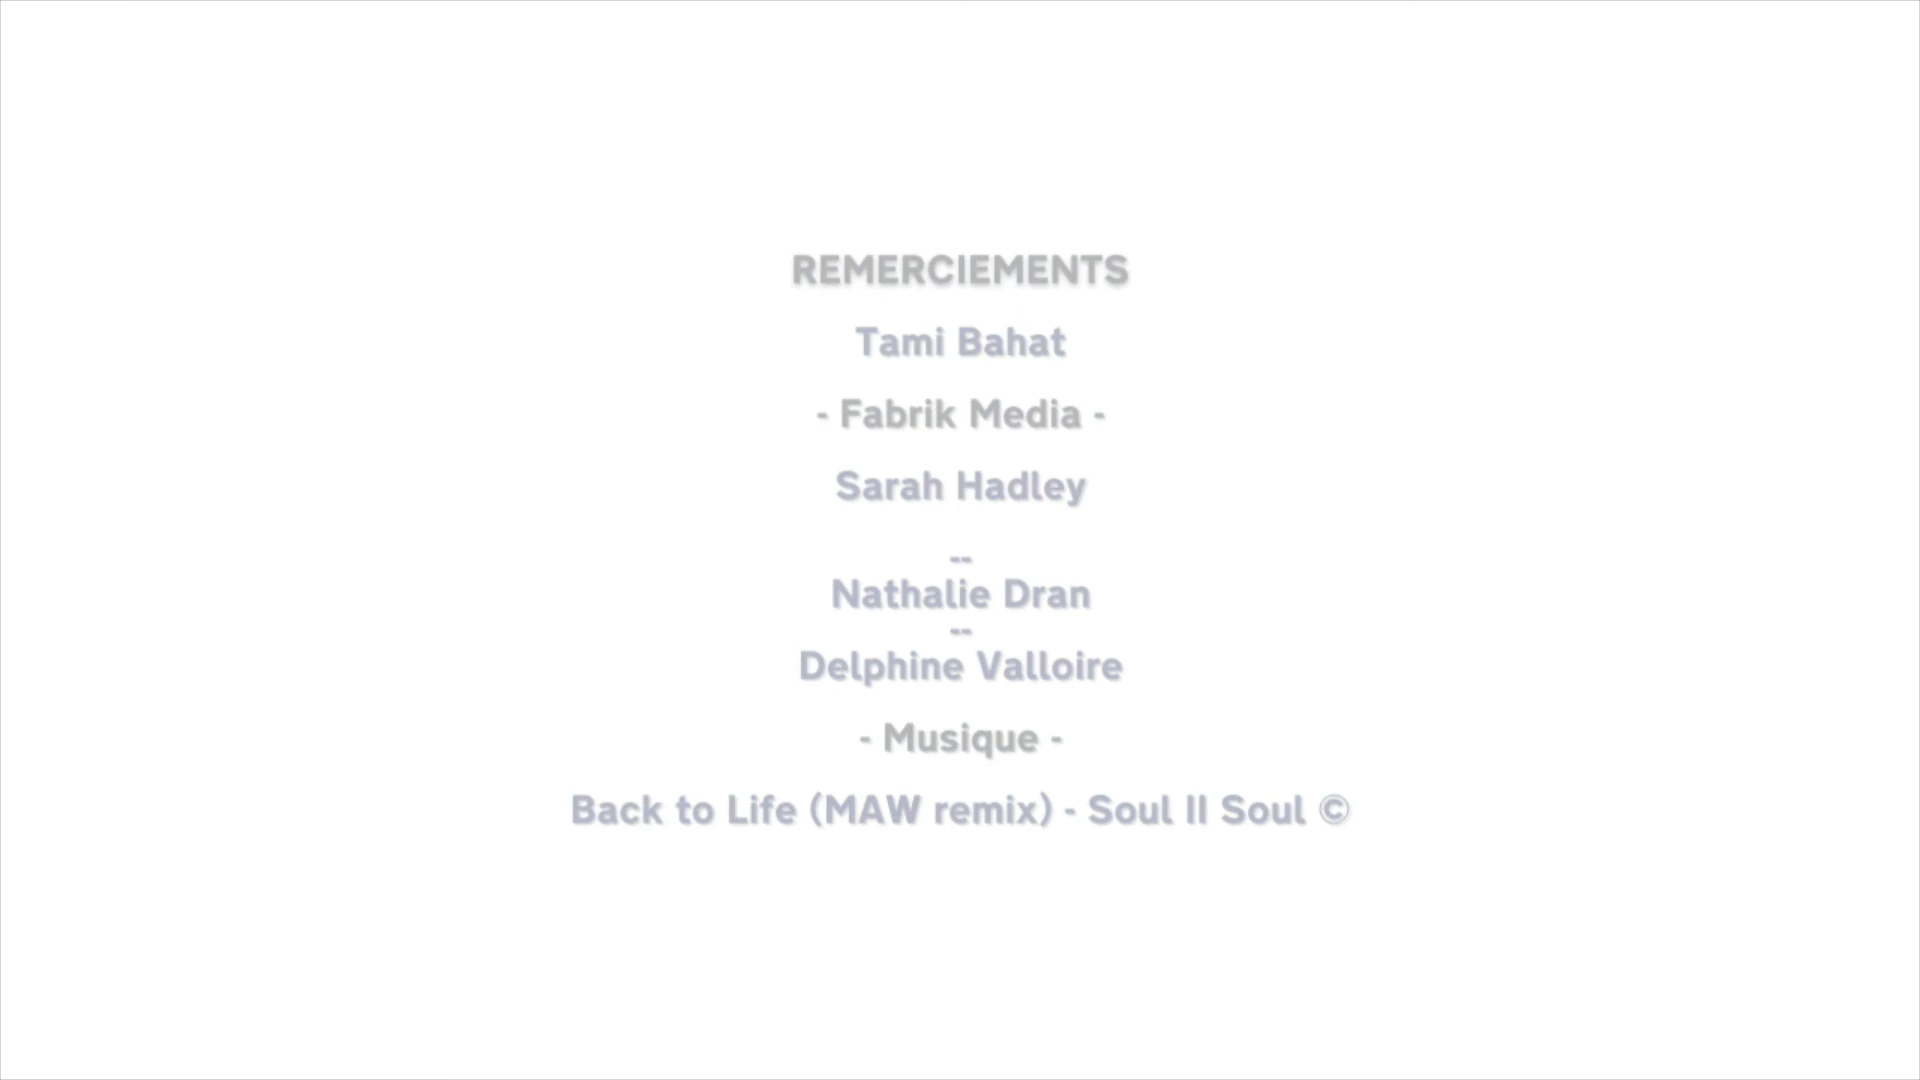 REMERCIEMENTS
Tami Bahat
- Fabrik Media -
Sarah Hadley
--
Nathalie Dran
--
Delphine Valloire
- Musique -
Back to Life (MAW remix) - Soul II Soul ©